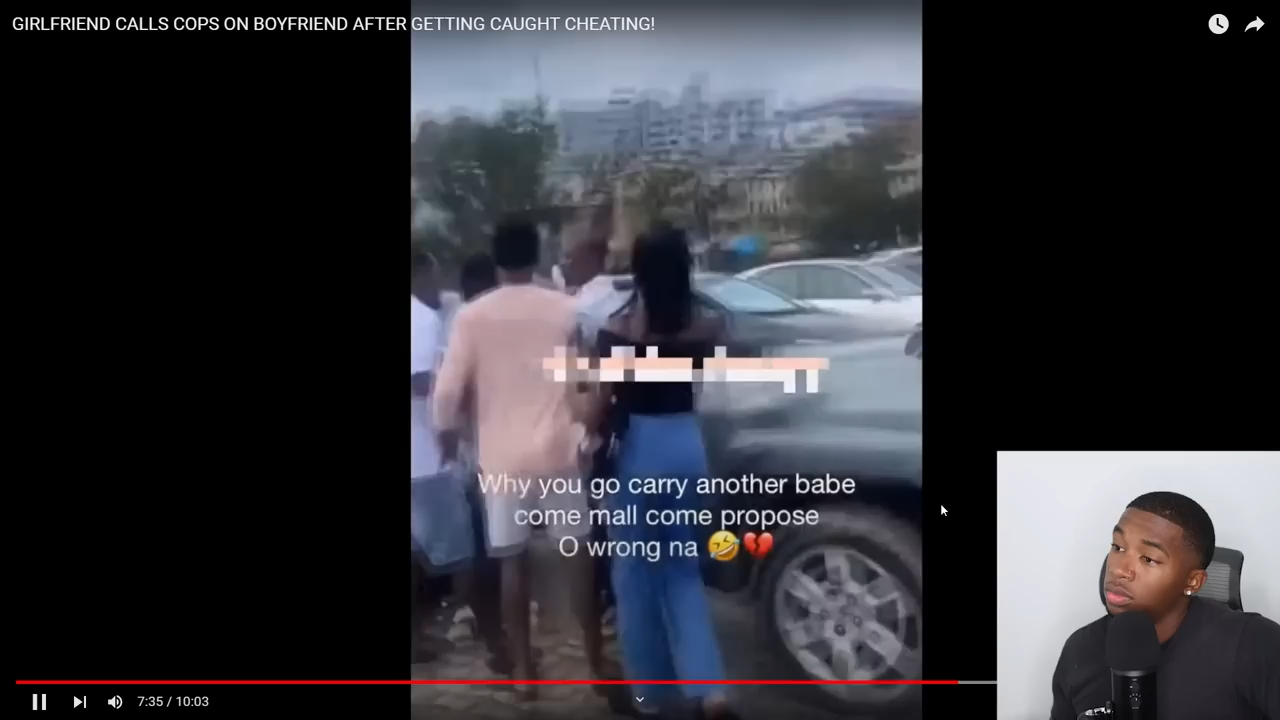 GIRLFRIEND CALLS COPS ON BOYFRIEND AFTER GETTING CAUGHT CHEATING!
Why you go carry another babe
come mall come propose
O wrong na 🤣💔
7:35 / 10:03